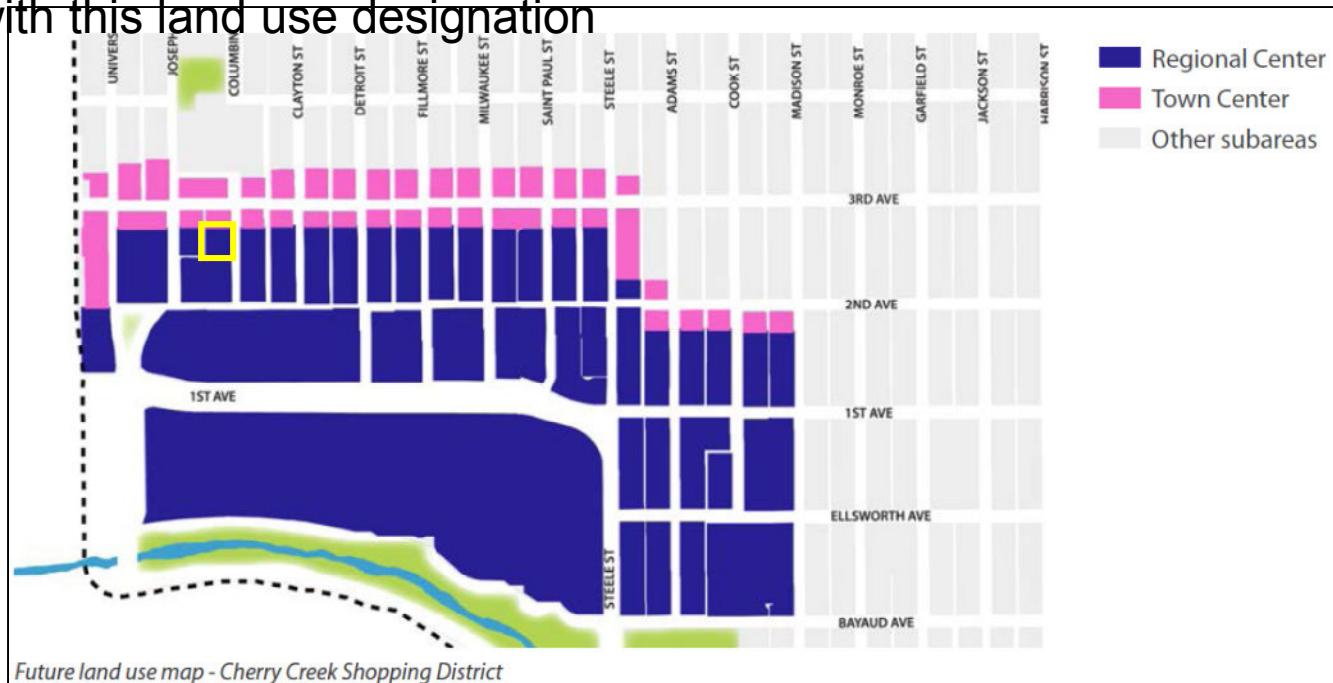 with this land use designation
UNIVERS
JOSEPH
COLUMBIN
CLAYTON ST
DETROIT ST
FILLMORE ST
MILWAUKEE ST
SAINT PAUL ST
STEELE ST
ADAMS ST
COOK ST
MADISON ST
MONROE ST
GARFIELD ST
JACKSON ST
HARRISON ST
Regional Center
Town Center
Other subareas
3RD AVE
2ND AVE
1ST AVE
1ST AVE
ELLSWORTH AVE
STEELE ST
BAYAUD AVE
Future land use map - Cherry Creek Shopping District